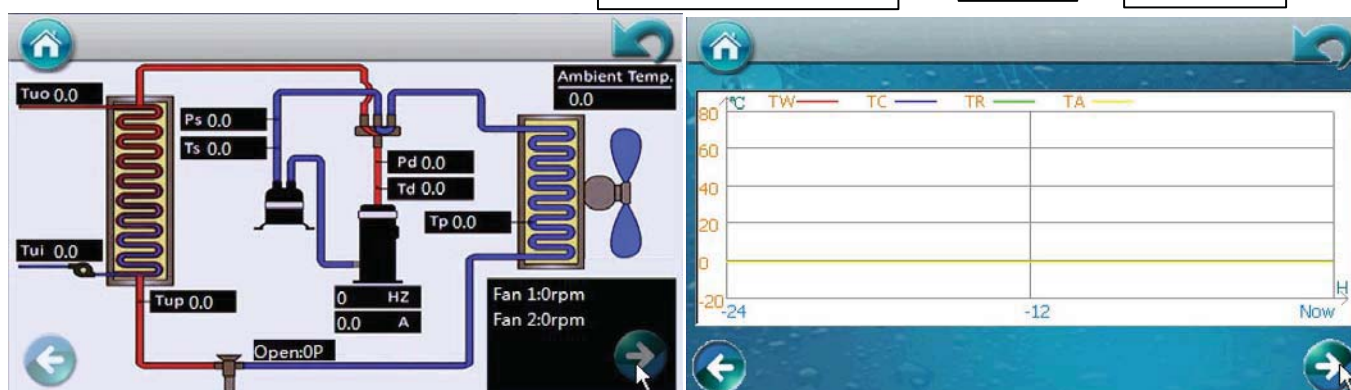 Ambient Temp.
0.0
Tuo 0.0
Ps 0.0
Ts 0.0
Pd 0.0
Td 0.0
Tp 0.0
Tui 0.0
Tup 0.0
0 HZ
0.0 A
Fan 1:0rpm
Fan 2:0rpm
Open:0P
℃ TW TC TR TA
80
60
40
20
0
-20
H
-24 -12 Now